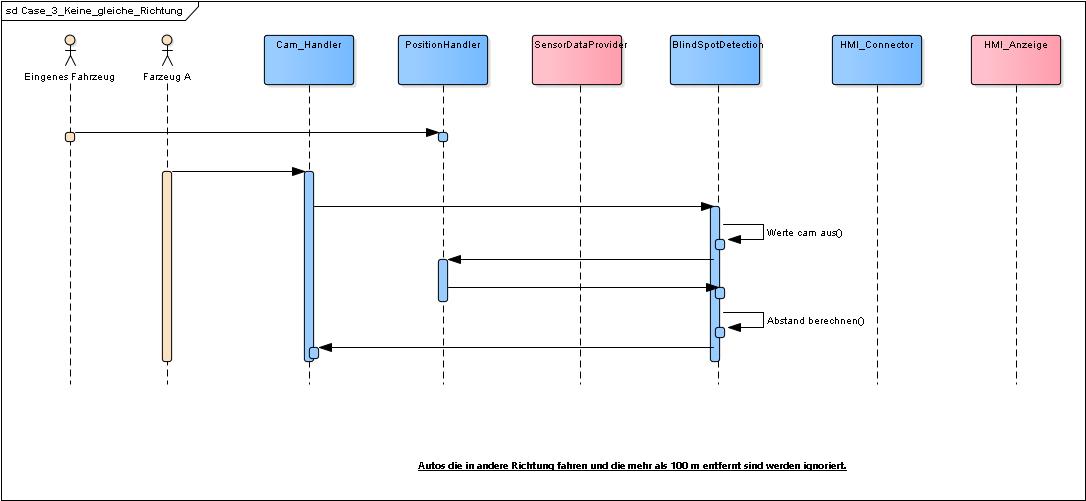 sd Case_3_Keine_gleiche_Richtung
Cam_Handler
PositionHandler
SensorDataProvider
BlindSpotDetection
HMI_Connector
HMI_Anzeige
Eingenes Fahrzeug
Farzeug A
Werte cam aus()
Abstand berechnen()
Autos die in andere Richtung fahren und die mehr als 100 m entfernt sind werden ignoriert.